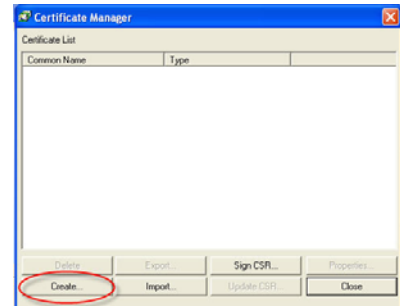 Certificate Manager
Certificate List
Common Name Type
Delete Export... Sign CSR... Properties...
Create... Import... Update CSR... Close